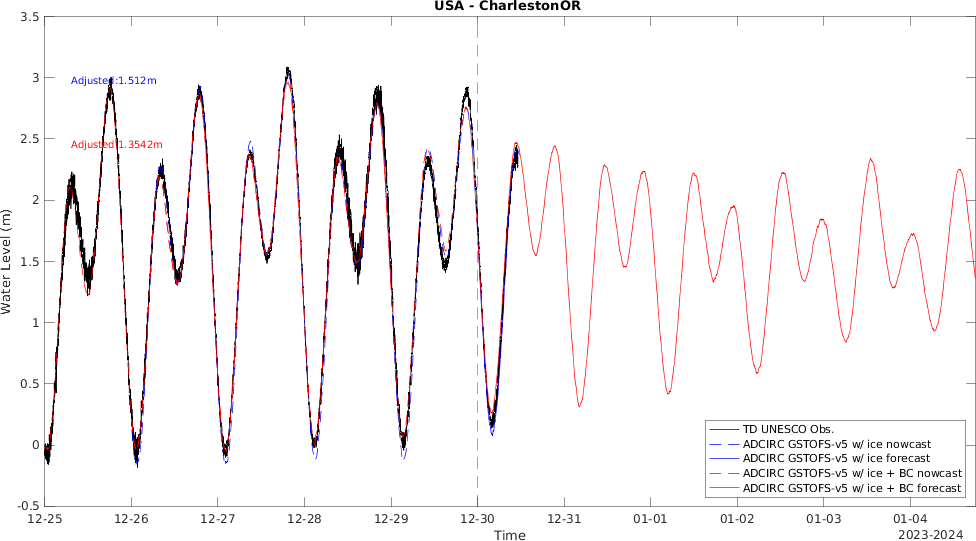 USA - CharlestonOR
3.5
3
2.5
2
1.5
1
0.5
0
-0.5
Water Level (m)
Adjusted:1.512m
Adjusted:1.3542m
TD UNESCO Obs.
ADCIRC GSTOFS-v5 w/ ice nowcast
ADCIRC GSTOFS-v5 w/ ice forecast
ADCIRC GSTOFS-v5 w/ ice + BC nowcast
ADCIRC GSTOFS-v5 w/ ice + BC forecast
12-25 12-26 12-27 12-28 12-29 12-30 12-31 01-01 01-02 01-03 01-04
Time
2023-2024